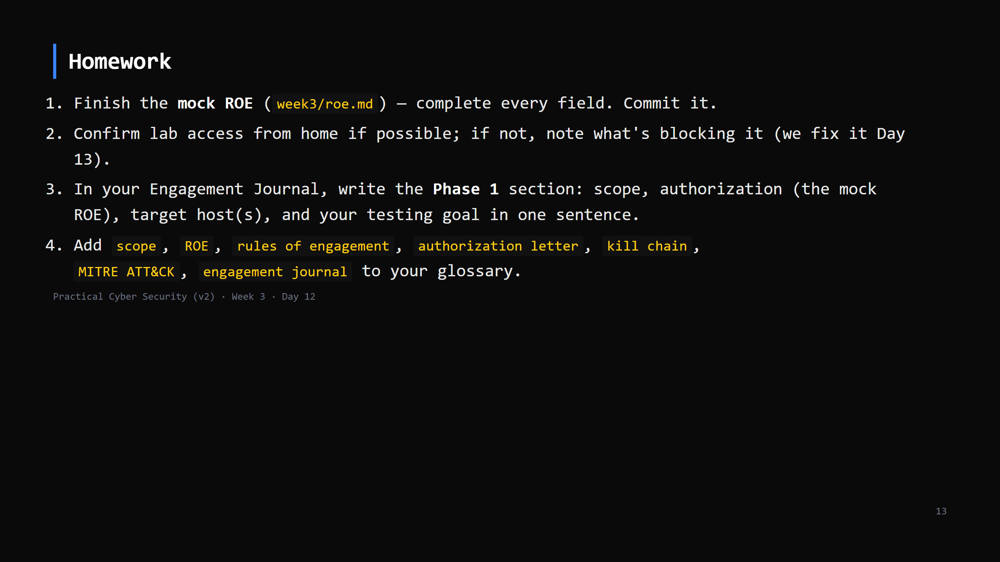 Homework
1. Finish the mock ROE (week3/roe.md) — complete every field. Commit it.
2. Confirm lab access from home if possible; if not, note what's blocking it (we fix it Day
13).
3. In your Engagement Journal, write the Phase 1 section: scope, authorization (the mock
ROE), target host(s), and your testing goal in one sentence.
4. Add scope, ROE, rules of engagement, authorization letter, kill chain,
MITRE ATT&CK, engagement journal to your glossary.
Practical Cyber Security (v2) · Week 3 · Day 12
13